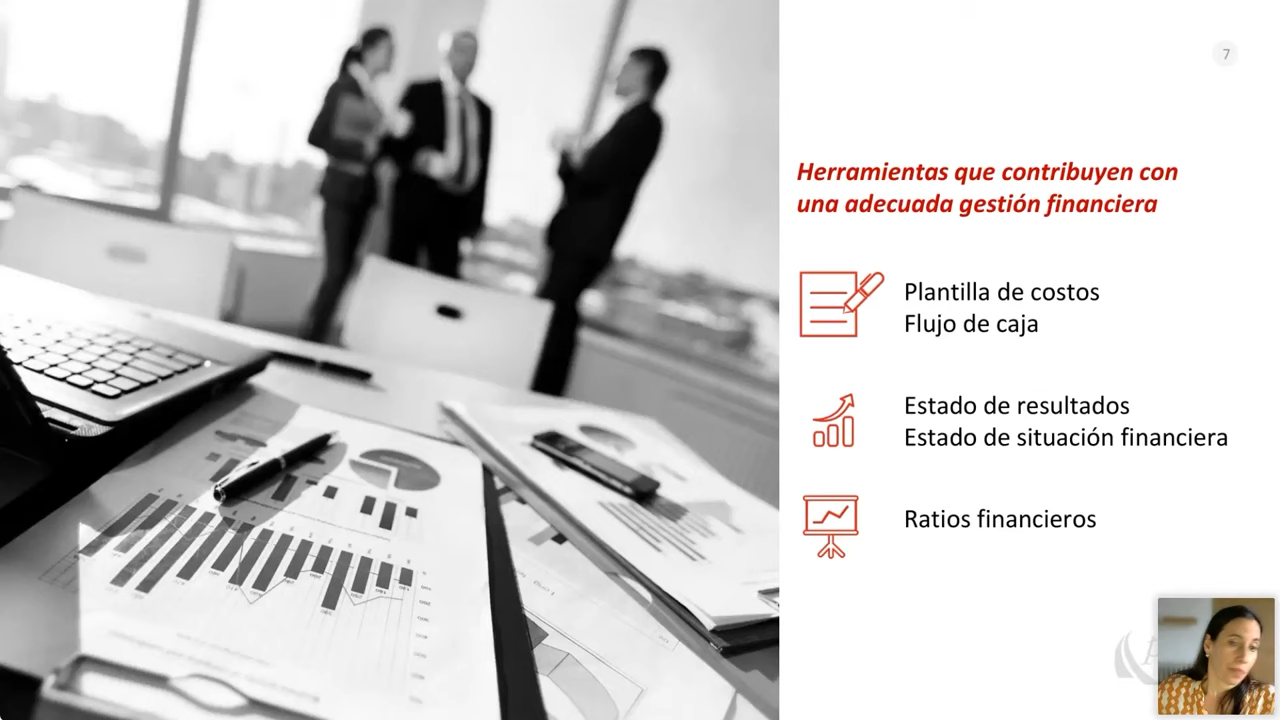 7
Herramientas que contribuyen con
una adecuada gestión financiera
Plantilla de costos
Flujo de caja
Estado de resultados
Estado de situación financiera
Ratios financieros